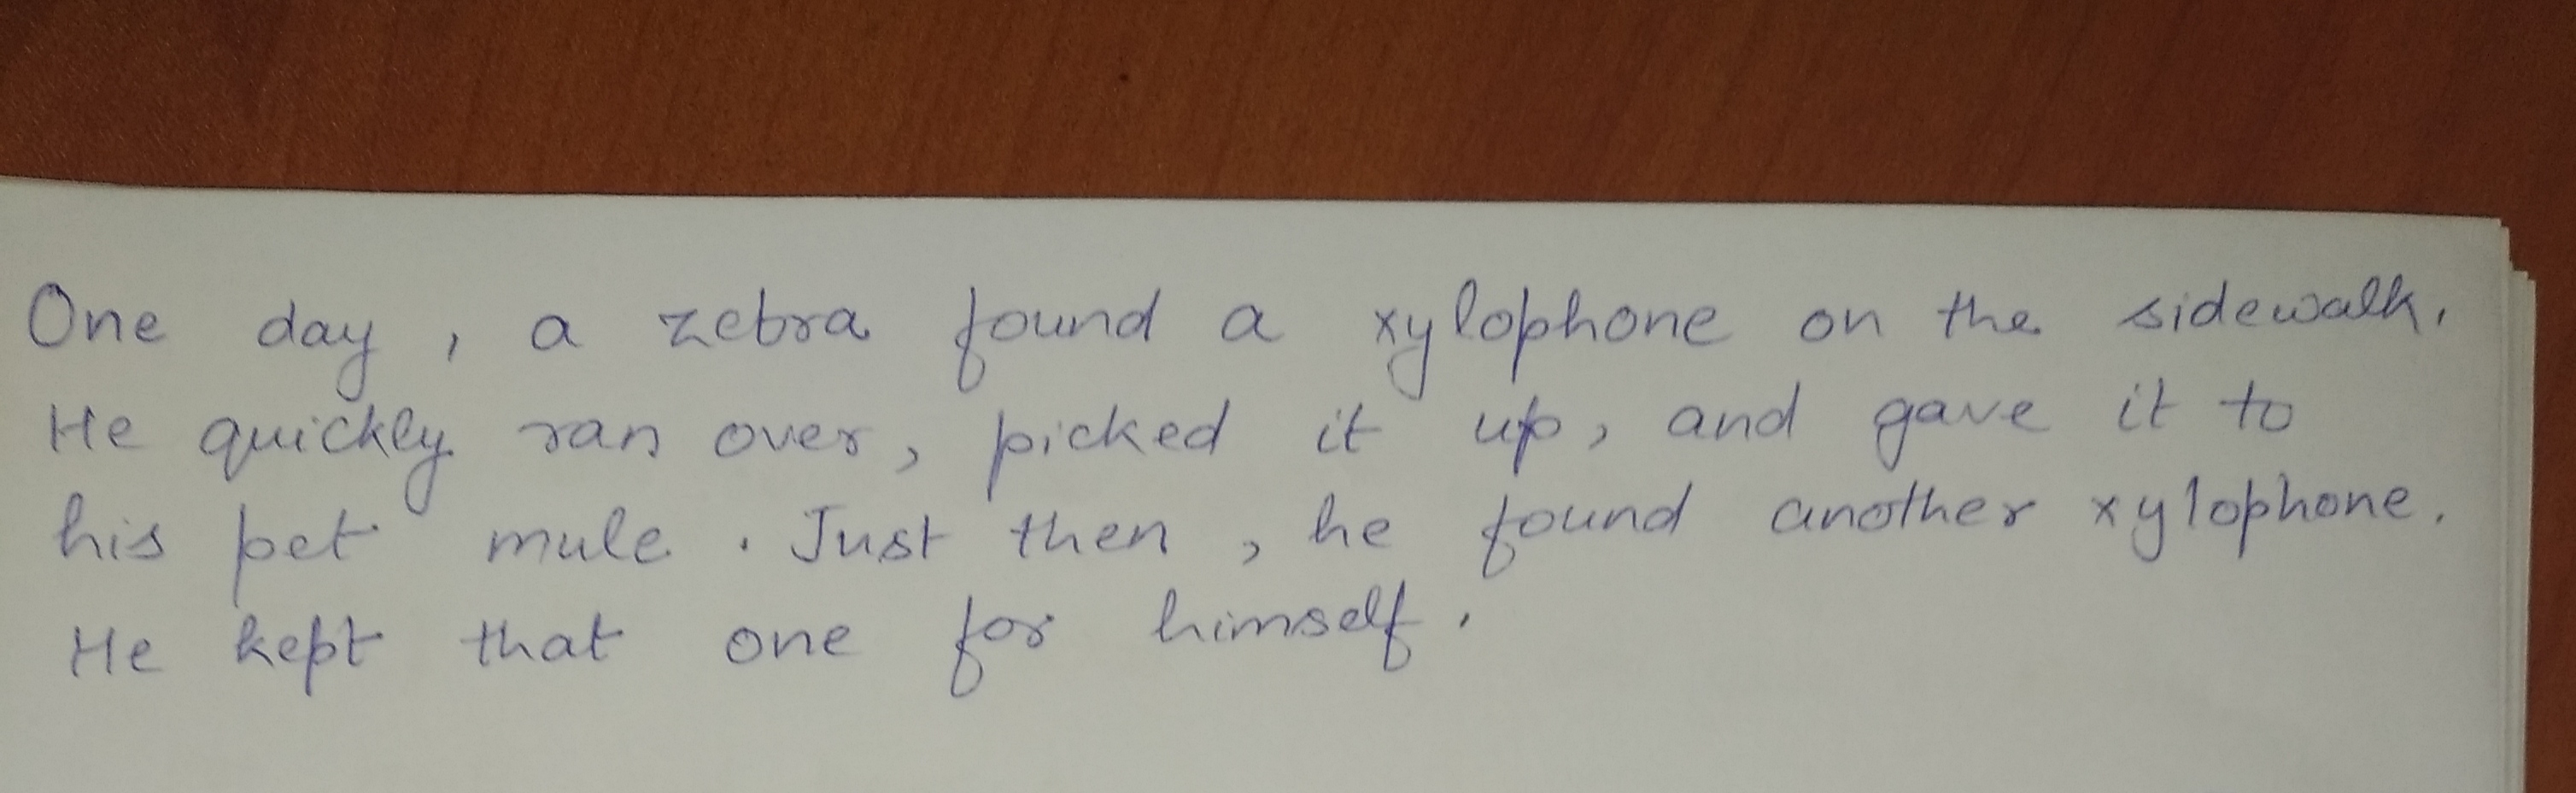 One day, a zebra found a xylophone on the sidewalk.
He quickly ran over, picked it up, and gave it to
his pet mule. Just then, he found another xylophone.
He kept that one for himself.